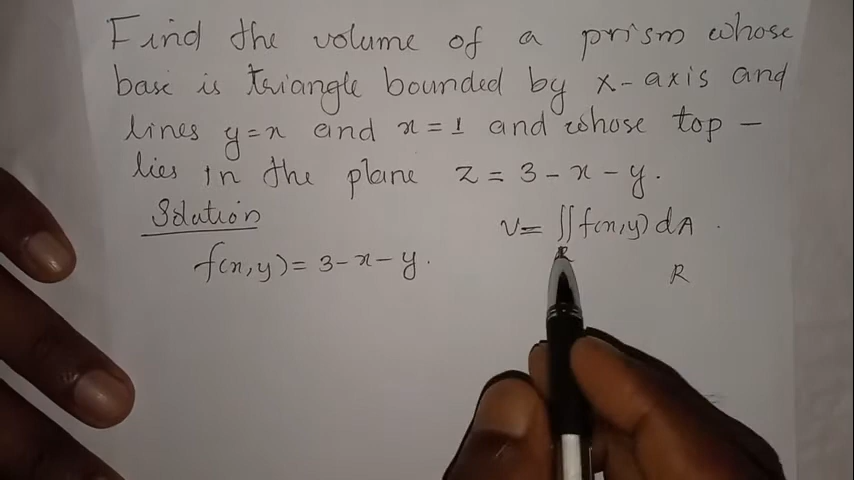 Find the volume of a prism whose
base is triangle bounded by x-axis and
lines y=x and x=1 and whose top -
lies in the plane z = 3-x-y.
Solution
V= ∬ f(x,y) dA .
R
f(x,y) = 3-x-y.
R